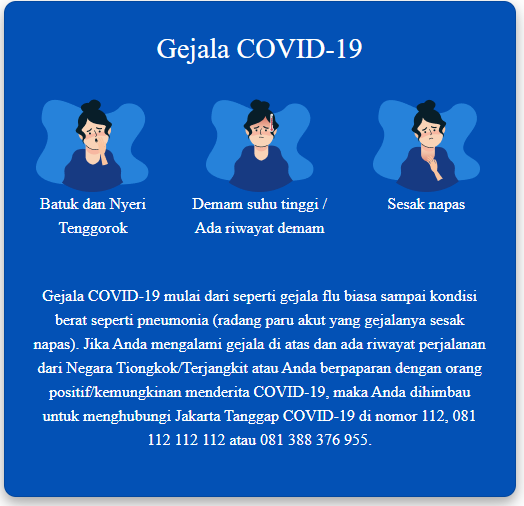 Gejala COVID-19
Batuk dan Nyeri
Tenggorok
Demam suhu tinggi /
Ada riwayat demam
Sesak napas
Gejala COVID-19 mulai dari seperti gejala flu biasa sampai kondisi
berat seperti pneumonia (radang paru akut yang gejalanya sesak
napas). Jika Anda mengalami gejala di atas dan ada riwayat perjalanan
dari Negara Tiongkok/Terjangkit atau Anda berpaparan dengan orang
positif/kemungkinan menderita COVID-19, maka Anda dihimbau
untuk menghubungi Jakarta Tanggap COVID-19 di nomor 112, 081
112 112 112 atau 081 388 376 955.